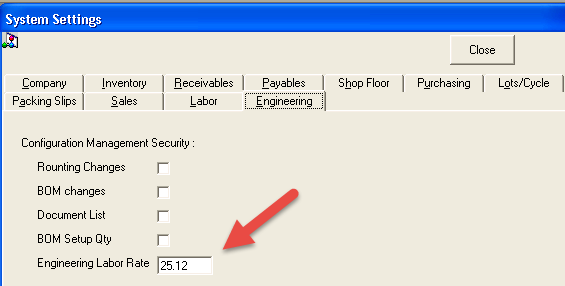 System Settings
Close
Company Inventory Receivables Payables Shop Floor Purchasing Lots/Cycle
Packing Slips Sales Labor Engineering
Configuration Management Security :
Rounting Changes
BOM changes
Document List
BOM Setup Qty
Engineering Labor Rate 25.12